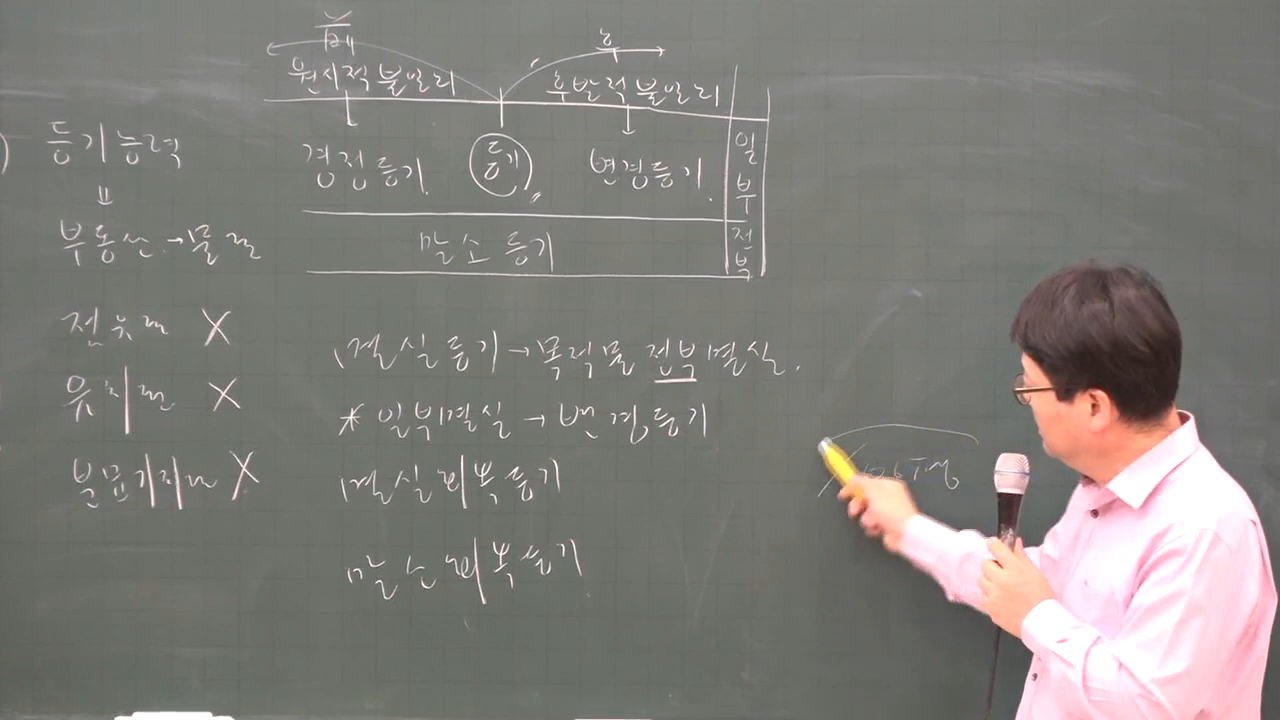 원시적불일치 후발적불일치
등기능력
경정등기 등기 변경등기
일부
부동산→물권
말소등기
전부
점유권 X
멸실등기→목적물 전부멸실.
유치권 X
*일부멸실→변경등기
분묘기지권 X
멸실회복등기
말소회복등기